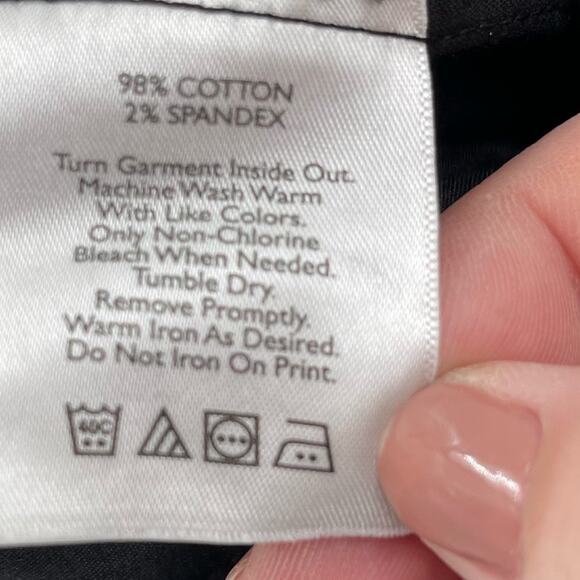 98% COTTON
2% SPANDEX
Turn Garment Inside Out.
Machine Wash Warm
With Like Colors.
Only Non-Chlorine
Bleach When Needed.
Tumble Dry.
Remove Promptly.
Warm Iron As Desired.
Do Not Iron On Print.
40C